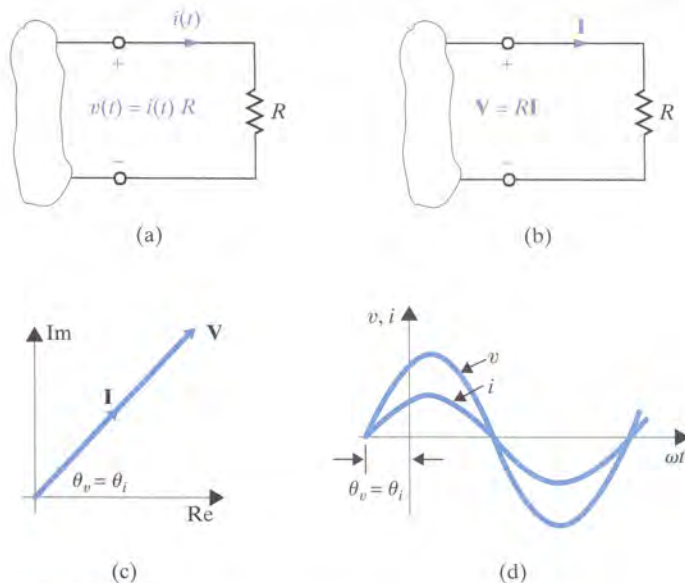 i(t)
+
v(t) = i(t) R
R
−
(a)
I
+
V = RI
R
−
(b)
Im
V
I
θv = θi
Re
(c)
v, i
v
i
ωt
θv = θi
(d)